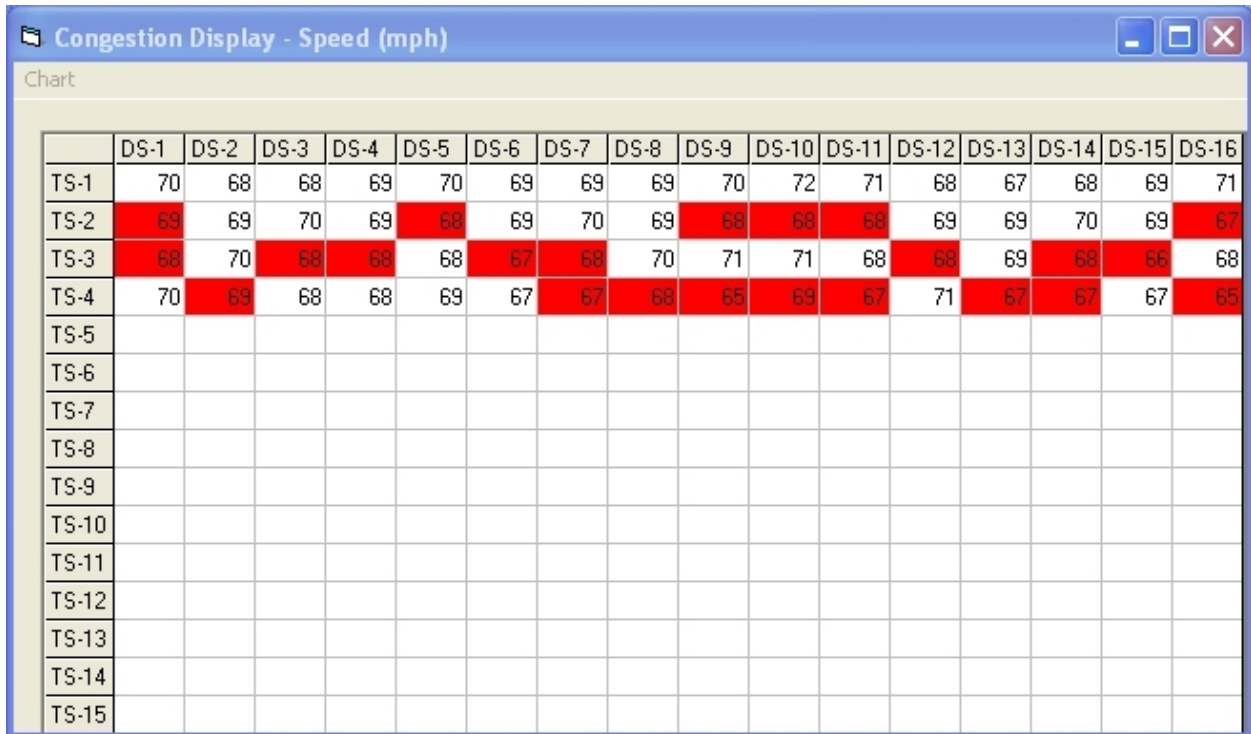 Congestion Display - Speed (mph)
Chart
DS-1 DS-2 DS-3 DS-4 DS-5 DS-6 DS-7 DS-8 DS-9 DS-10 DS-11 DS-12 DS-13 DS-14 DS-15 DS-16
TS-1 70 68 68 69 70 69 69 69 70 72 71 68 67 68 69 71
TS-2 69 69 70 69 68 69 70 69 68 68 68 69 69 70 69 67
TS-3 68 70 68 68 68 67 68 70 71 71 68 68 69 68 66 68
TS-4 70 69 68 68 69 67 67 68 65 69 67 71 67 67 67 65
TS-5
TS-6
TS-7
TS-8
TS-9
TS-10
TS-11
TS-12
TS-13
TS-14
TS-15